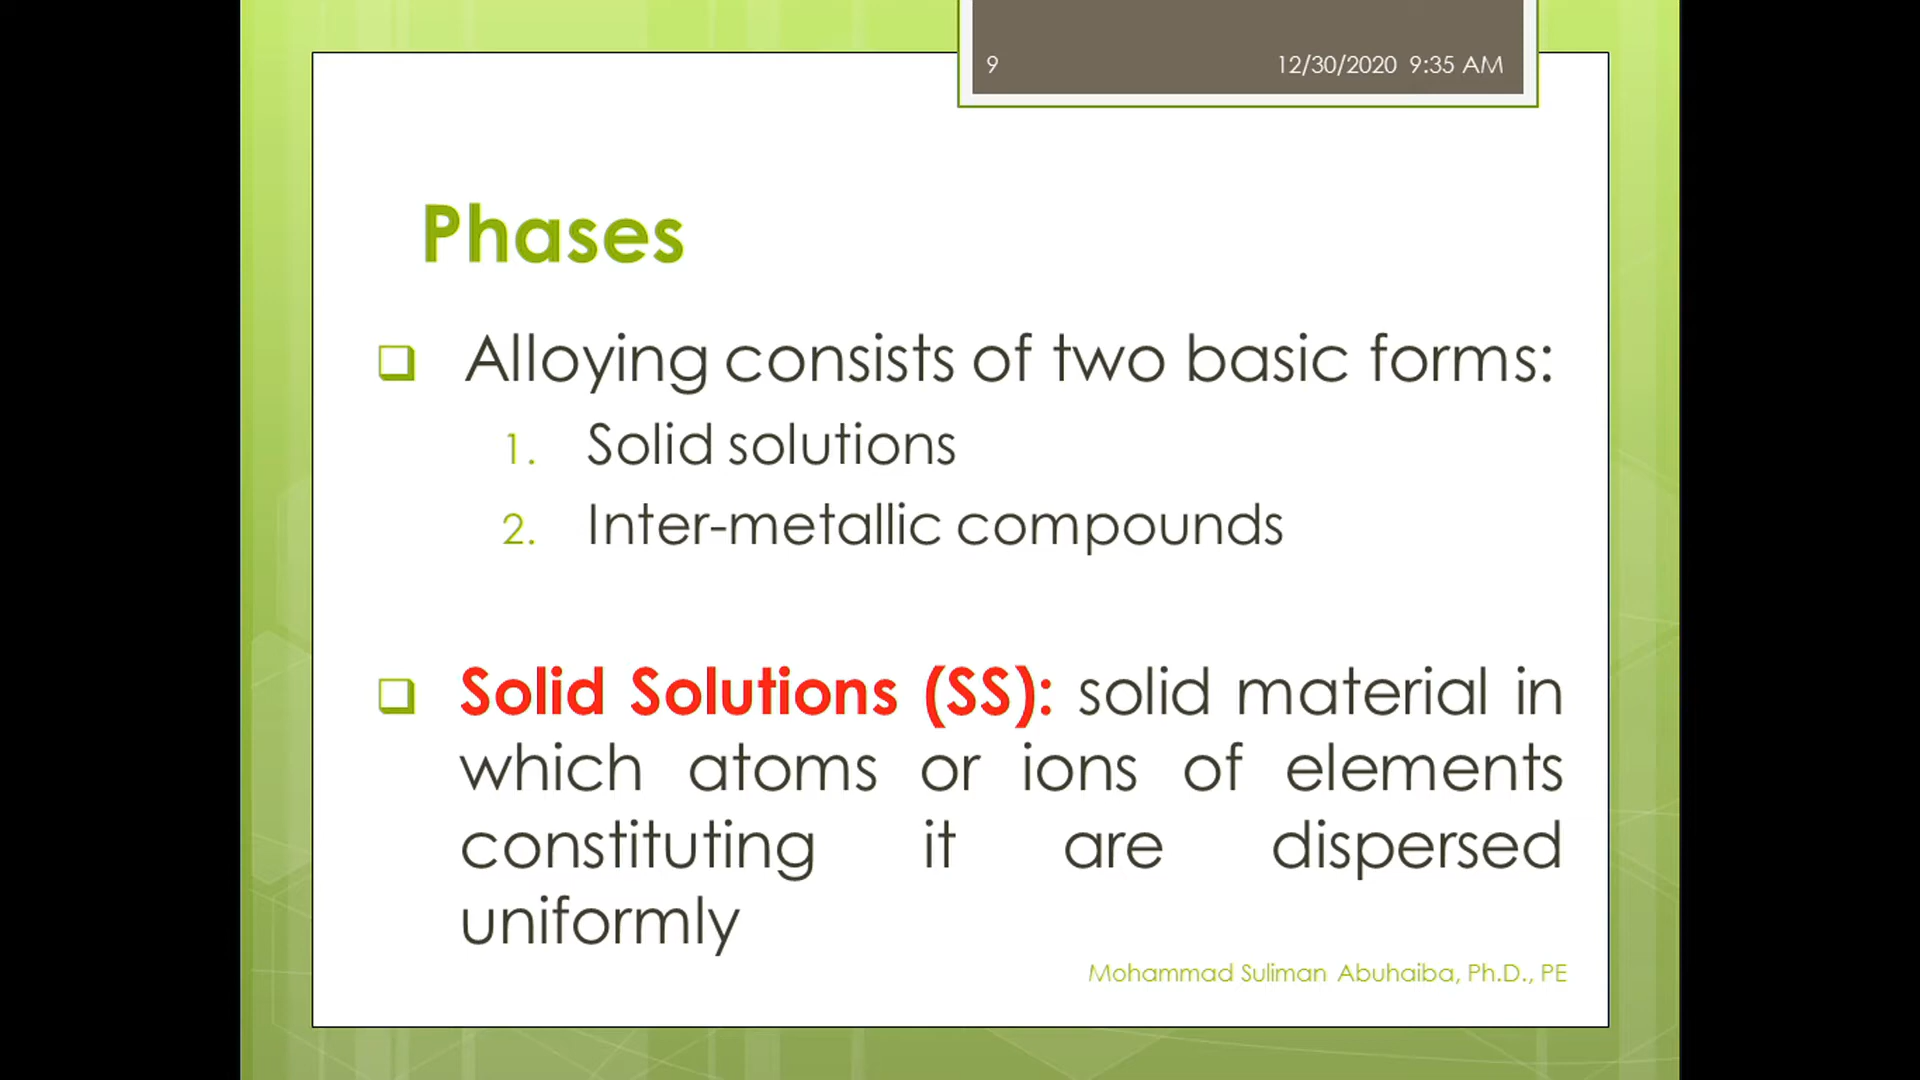 9 12/30/2020 9:35 AM
Phases
Alloying consists of two basic forms:
1. Solid solutions
2. Inter-metallic compounds
Solid Solutions (SS): solid material in
which atoms or ions of elements
constituting it are dispersed
uniformly
Mohammad Suliman Abuhaiba, Ph.D., PE